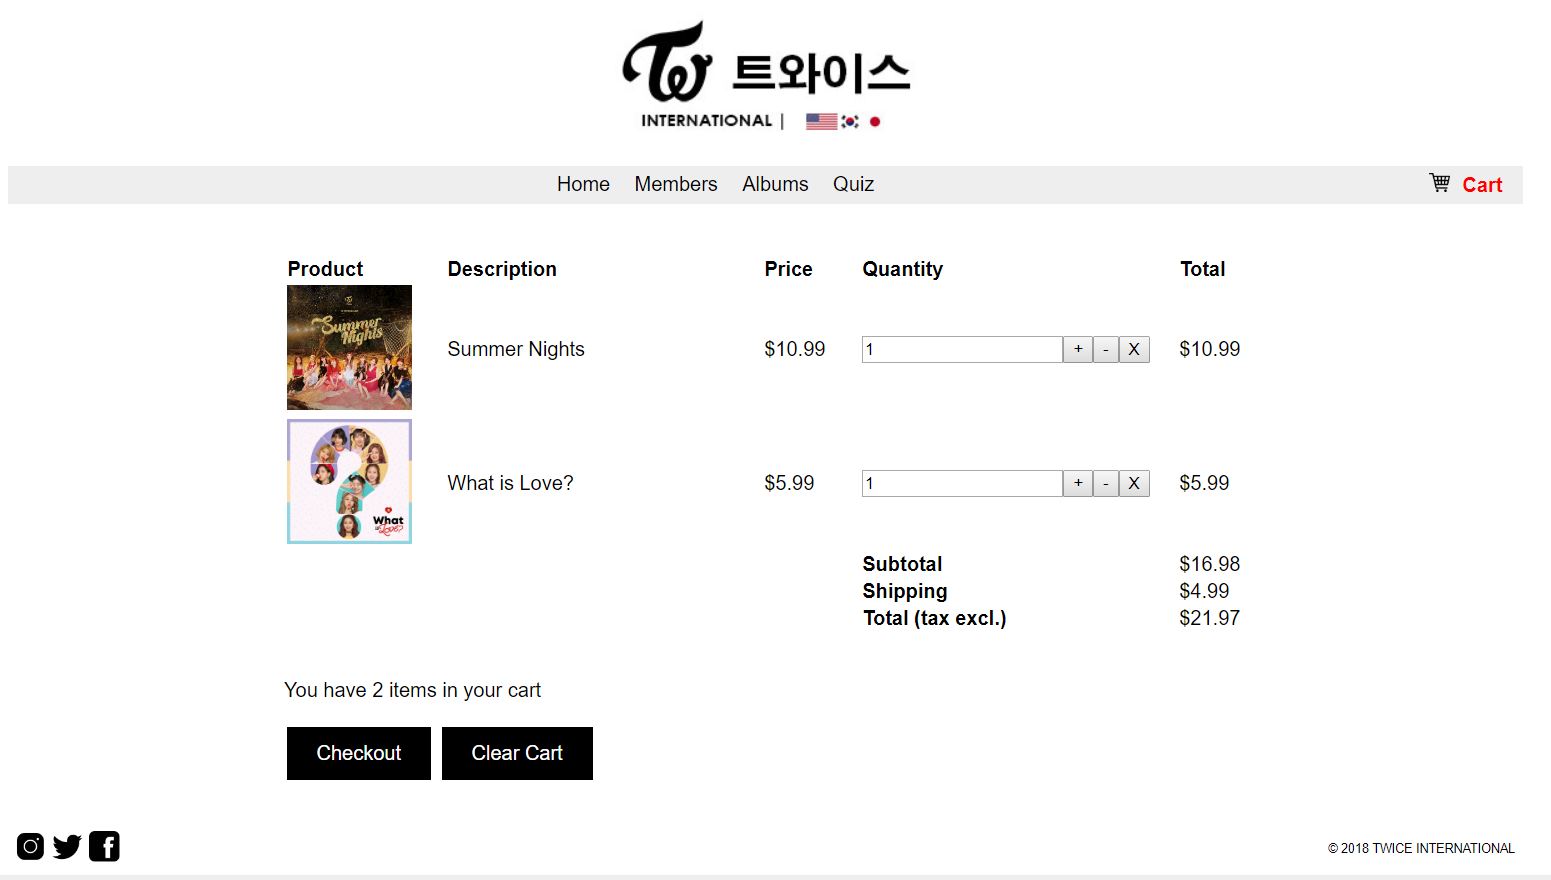 트와이스
INTERNATIONAL |
Home Members Albums Quiz Cart
Product Description Price Quantity Total
Summer Nights
Summer Nights $10.99 1 + - X $10.99
What is Love? $5.99 1 + - X $5.99
What is Love?
Subtotal $16.98
Shipping $4.99
Total (tax excl.) $21.97
You have 2 items in your cart
Checkout Clear Cart
© 2018 TWICE INTERNATIONAL